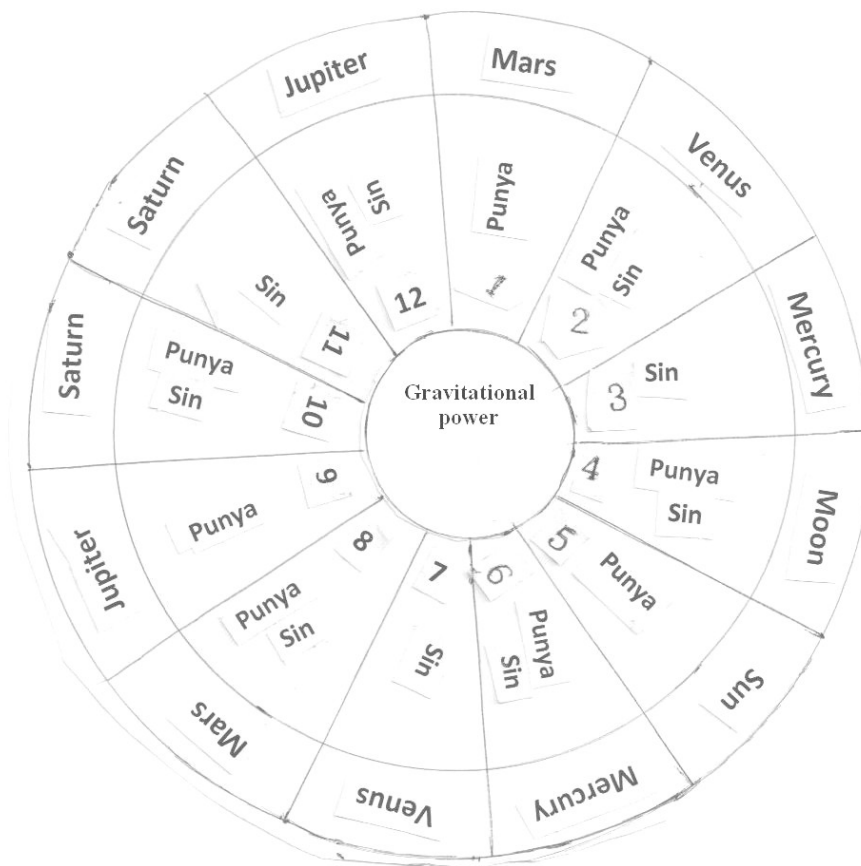 Mars
Punya
1
Venus
Punya
Sin
2
Mercury
Sin
3
Moon
Punya
Sin
4
Sun
Punya
5
Mercury
Punya
Sin
6
Venus
Sin
7
Mars
Punya
Sin
8
Jupiter
Punya
9
Saturn
Punya
Sin
10
Saturn
Sin
11
Jupiter
Sin
Punya
12
Gravitational
power